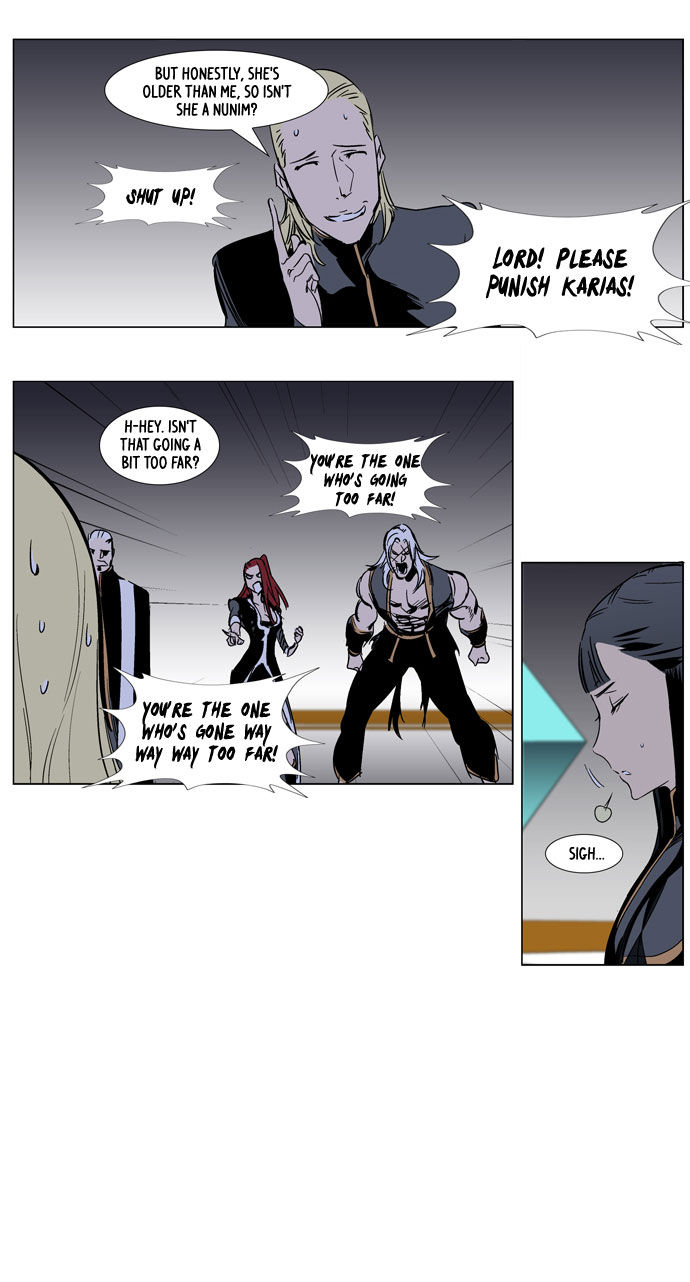 BUT HONESTLY, SHE'S
OLDER THAN ME, SO ISN'T
SHE A NUNIM?
SHUT UP!
LORD! PLEASE
PUNISH KARIAS!
H-HEY. ISN'T
THAT GOING A
BIT TOO FAR?
YOU'RE THE ONE
WHO'S GOING
TOO FAR!
YOU'RE THE ONE
WHO'S GONE WAY
WAY WAY TOO FAR!
SIGH...